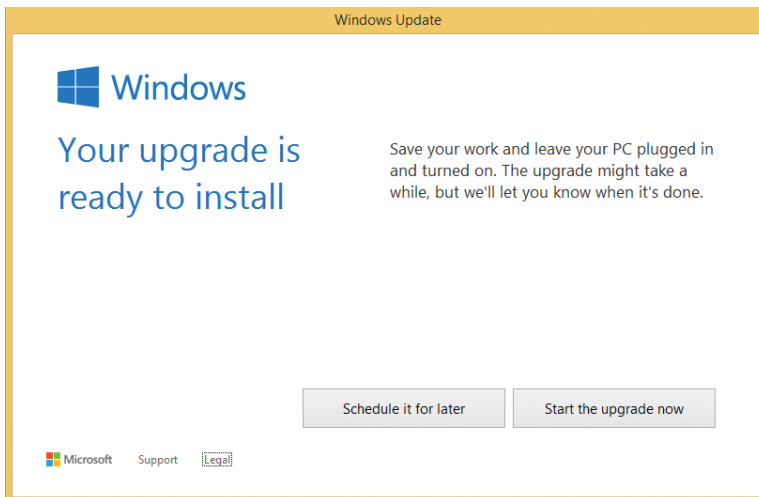 Windows Update
Windows
Your upgrade is
ready to install
Save your work and leave your PC plugged in
and turned on. The upgrade might take a
while, but we'll let you know when it's done.
Schedule it for later
Start the upgrade now
Microsoft
Support
Legal